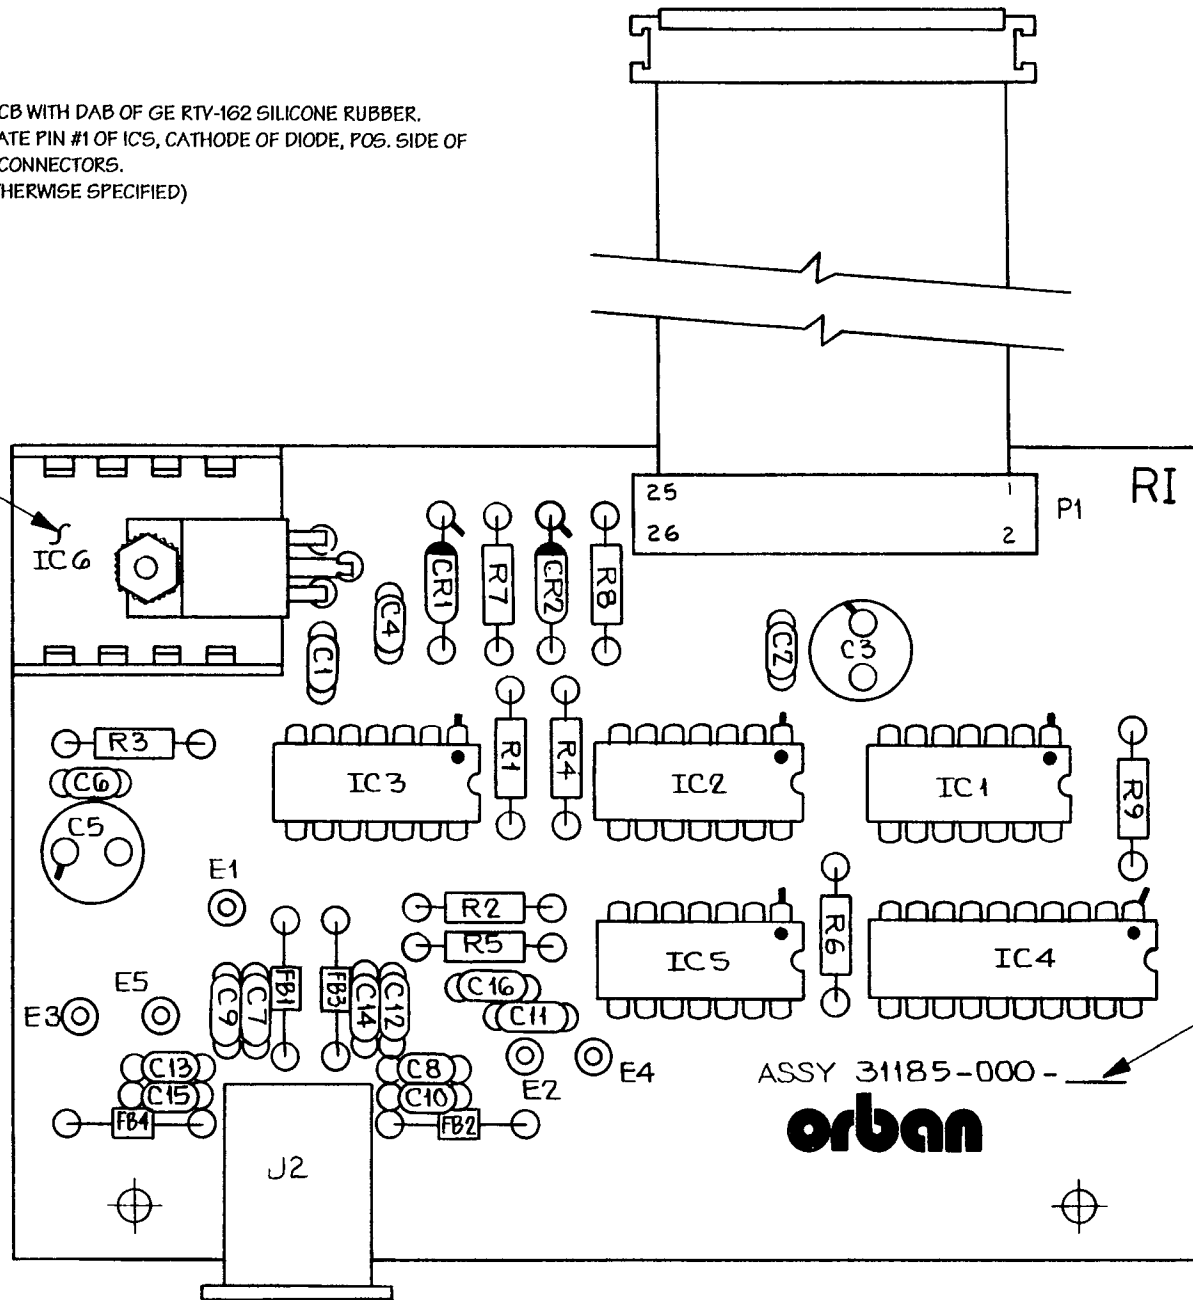 CB WITH DAB OF GE RTV-162 SILICONE RUBBER.
ATE PIN #1 OF IC'S, CATHODE OF DIODE, POS. SIDE OF
CONNECTORS.
HERWISE SPECIFIED)
25 1
26 2
P1
RI
IC6
CR1
R7
CR2
R8
C4
C1
C2
C3
R3
C6
C5
IC3
R1
R4
IC2
IC1
R9
E1
R2
R5
IC5
R6
IC4
E3
E5
C9
C7
FB1
FB3
C14
C12
C16
C11
E2
E4
C13
C15
FB4
C8
C10
FB2
ASSY 31185-000-
orban
J2